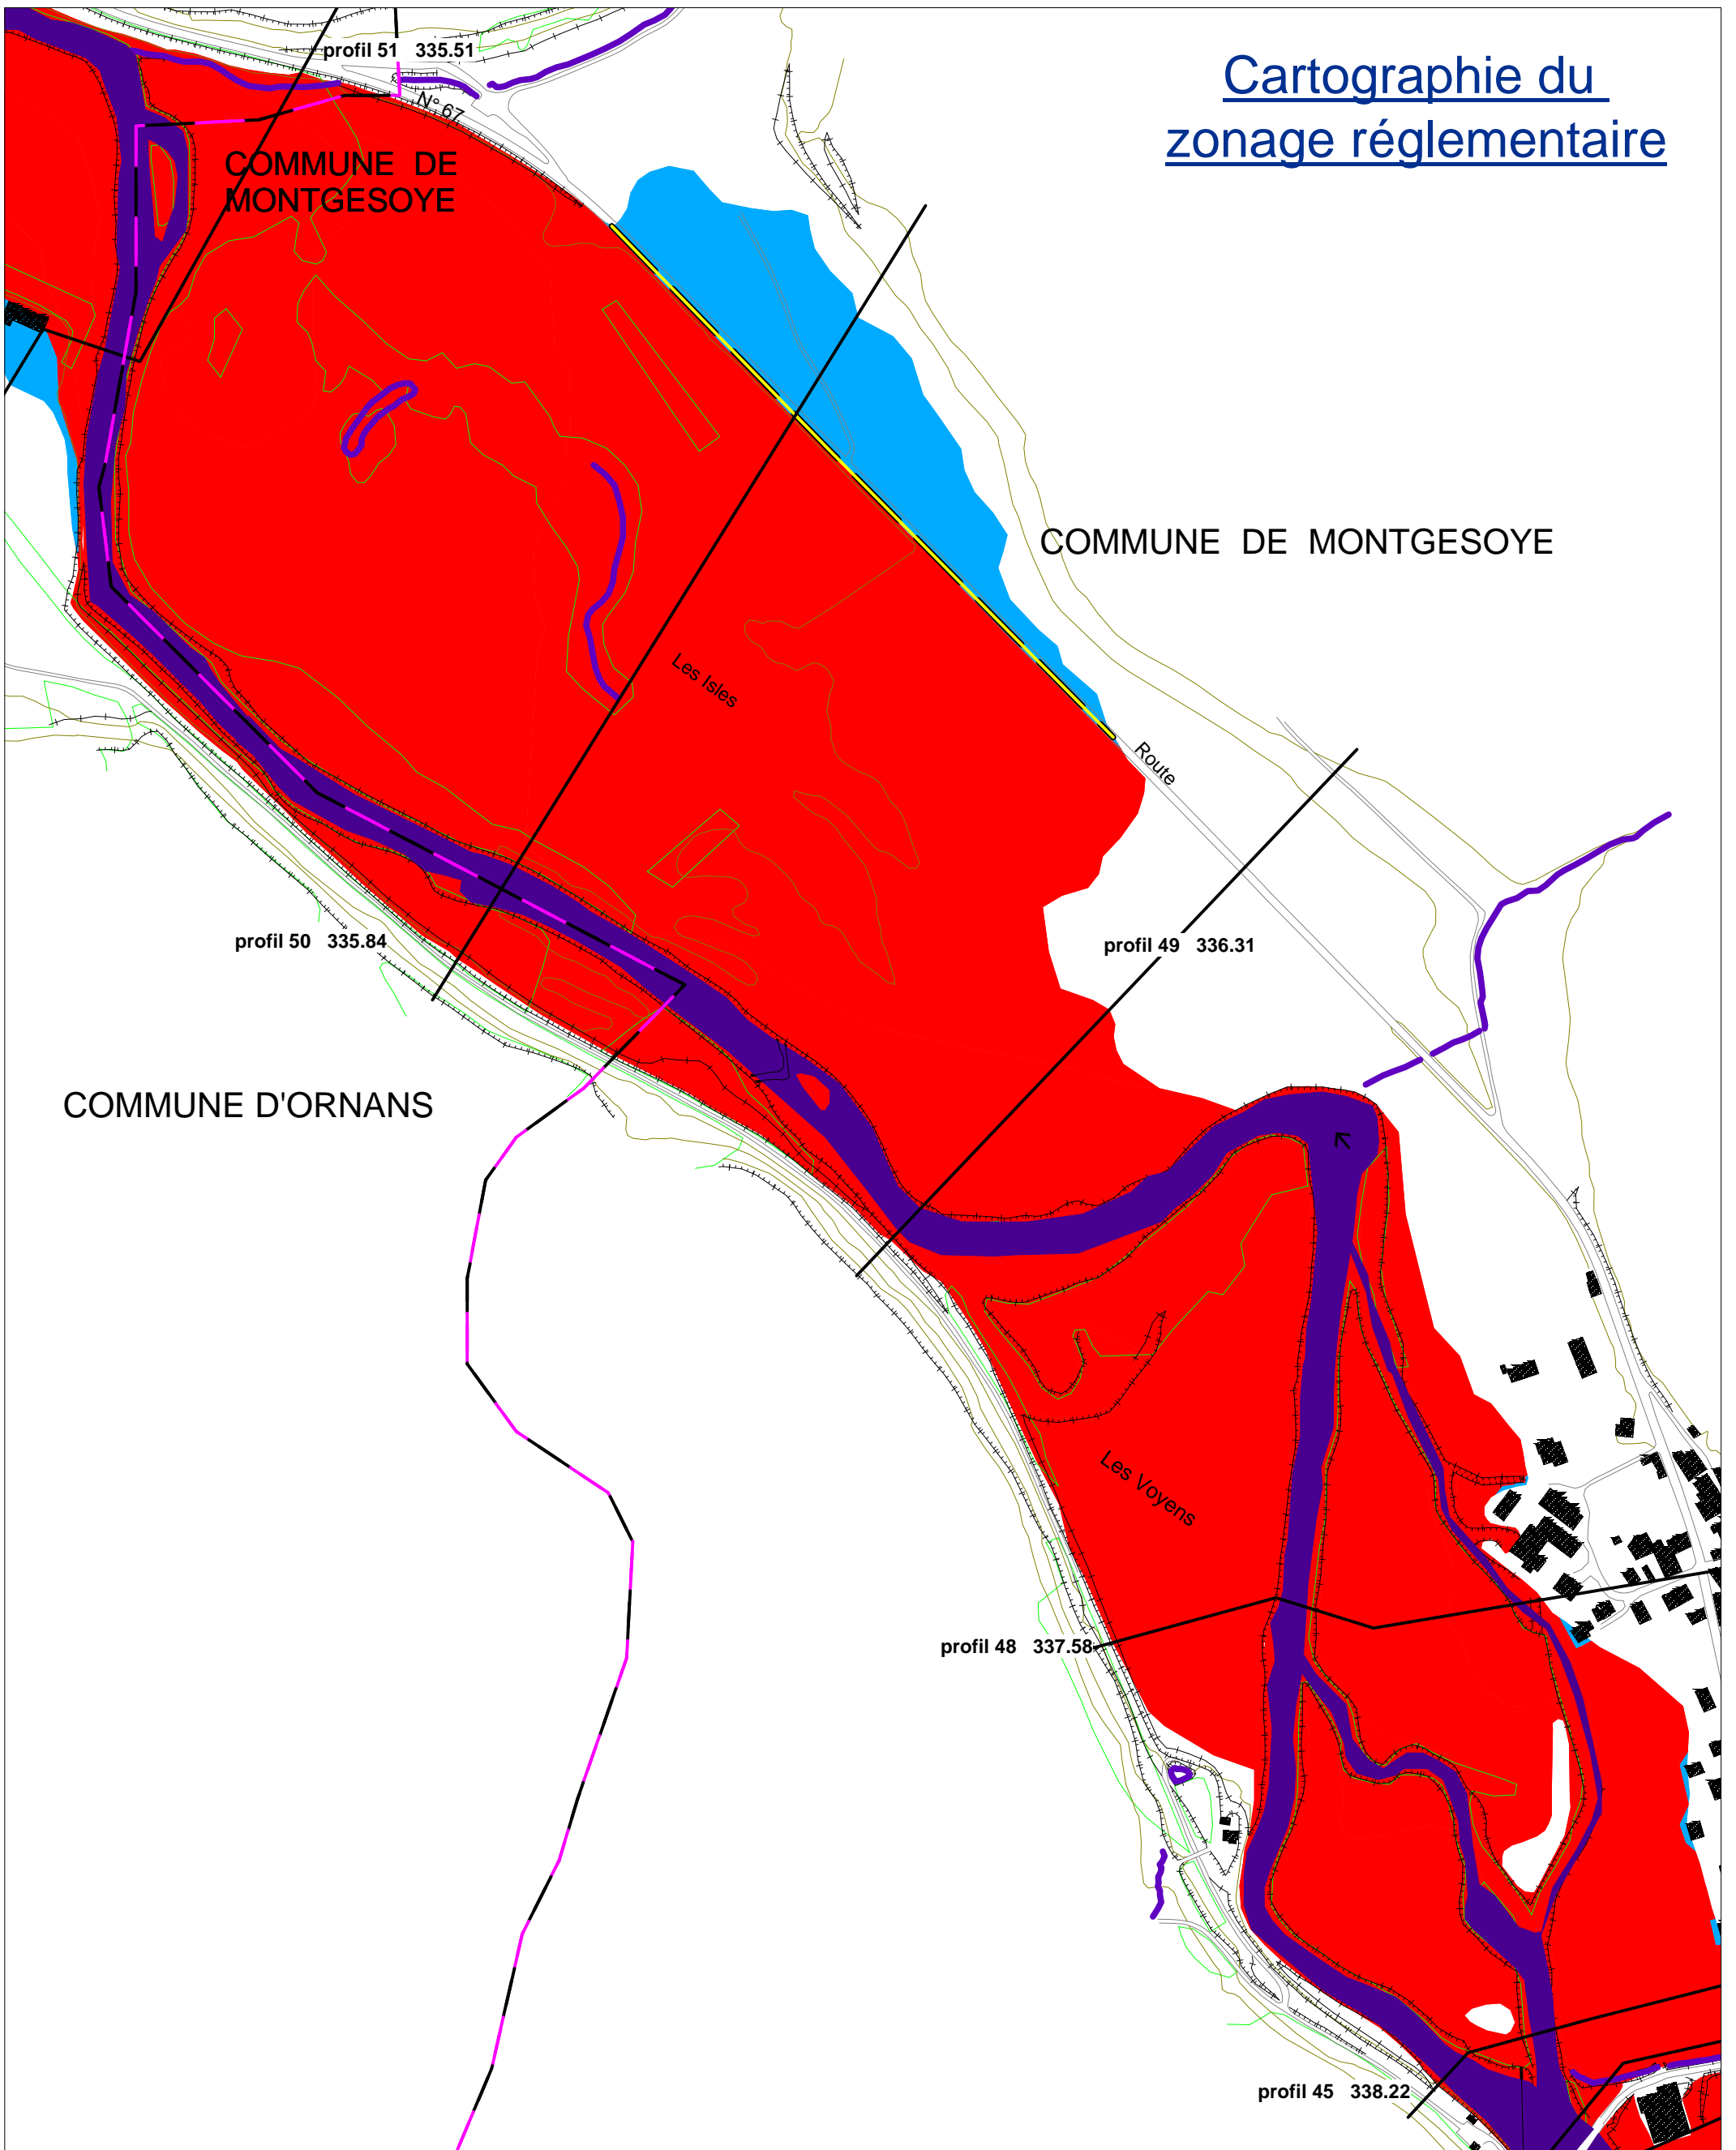 Cartographie du
zonage réglementaire
profil 51 335.51
N° 67
COMMUNE DE
MONTGESOYE
COMMUNE DE MONTGESOYE
Les Isles
Route
profil 50 335.84
profil 49 336.31
COMMUNE D'ORNANS
Les Voyens
profil 48 337.58
profil 45 338.22